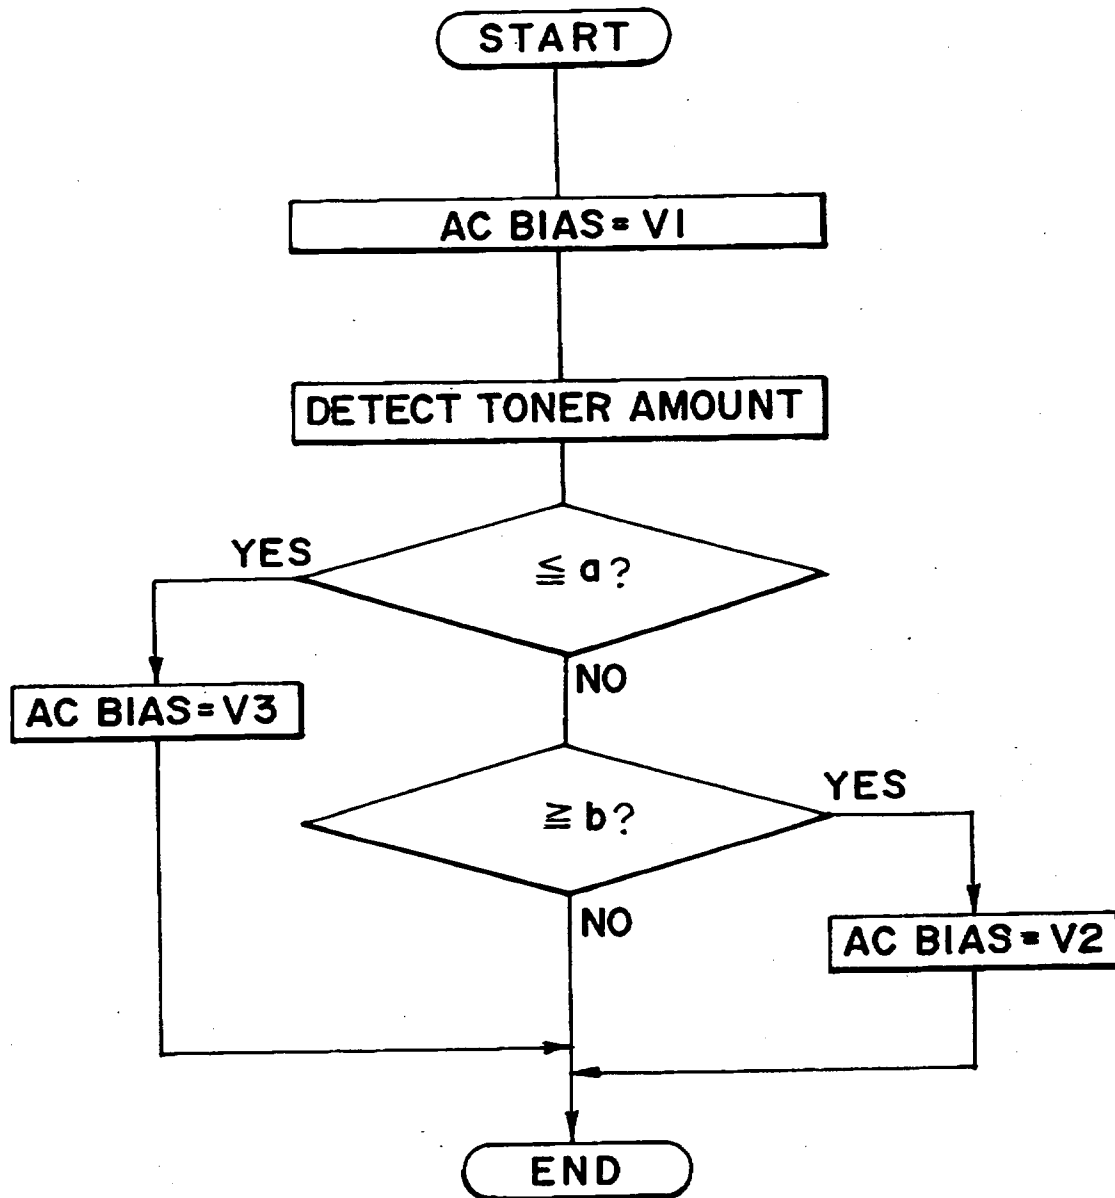 START
AC BIAS = V1
DETECT TONER AMOUNT
≦ a?
YES
NO
AC BIAS = V3
≧ b?
YES
NO
AC BIAS = V2
END